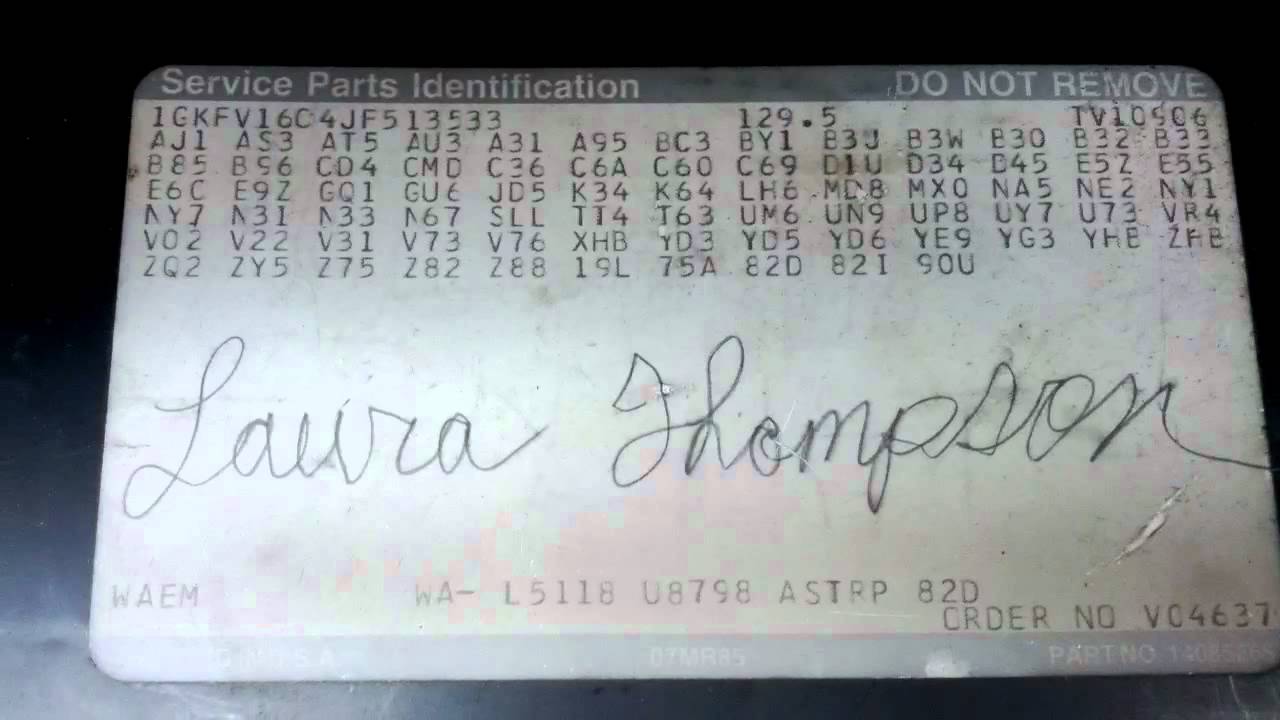 Service Parts Identification DO NOT REMOVE
1GKFV16C4JF513533 129.5 TV10906
AJ1 AS3 AT5 AU3 A31 A95 BC3 BY1 B3J B3W B30 B32 B33
B85 B96 CD4 CMD C36 C6A C60 C69 D1U D34 D45 E5Z E55
E6C E9Z GQ1 GU6 JD5 K34 K64 LH6 MD8 MX0 NA5 NE2 NY1
NY7 N31 N33 N67 SLL TT4 T63 UM6 UN9 UP8 UY7 U73 VR4
V02 V22 V31 V73 V76 XHB YD3 YD5 YD6 YE9 YG3 YHB ZHB
ZQ2 ZY5 Z75 Z82 Z88 19L 75A 82D 82I 90U
Laura Thompson
WAEM WA- L5118 U8798 ASTRP 82D
ORDER NO V04637
07MR85 PART NO